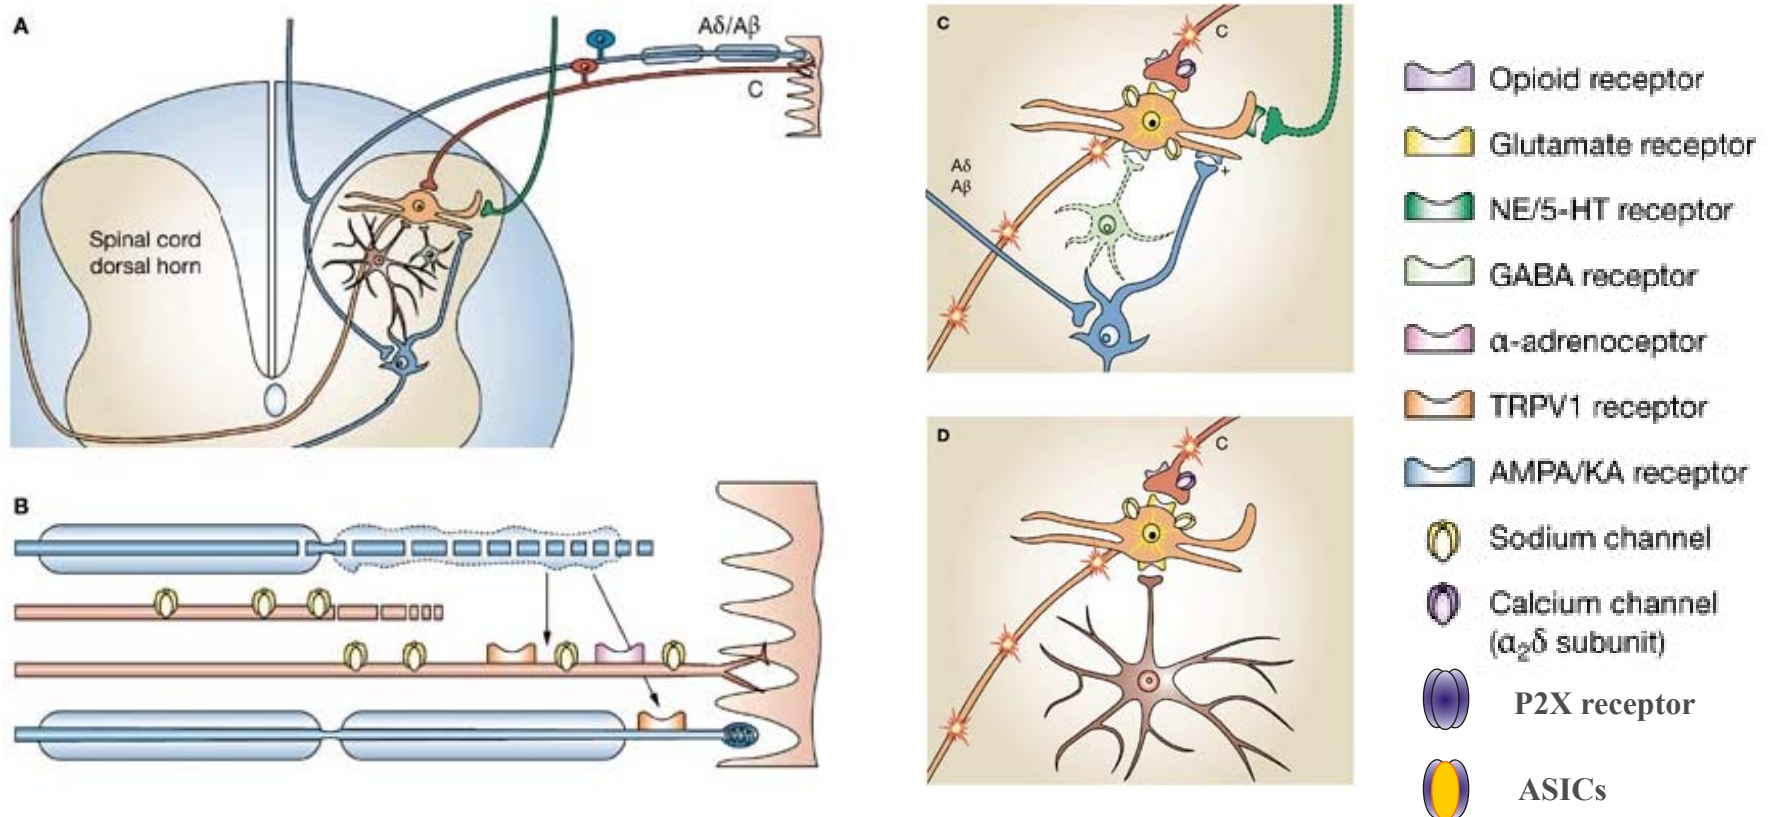 A
Aδ/Aβ
C
Spinal cord
dorsal horn
B
C
C
Aδ
Aβ
+
D
C
Opioid receptor
Glutamate receptor
NE/5-HT receptor
GABA receptor
α-adrenoceptor
TRPV1 receptor
AMPA/KA receptor
Sodium channel
Calcium channel
(α₂δ subunit)
P2X receptor
ASICs